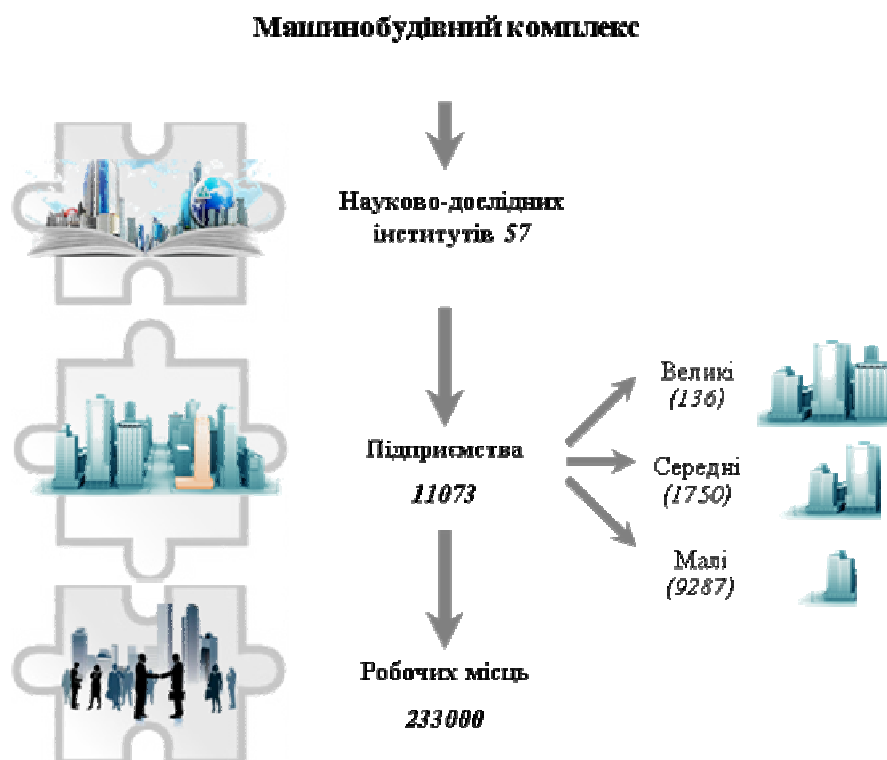 Машинобудівний комплекс
Науково-дослідних
інститутів 57
Підприємства
11073
Великі
(136)
Середні
(1750)
Малі
(9287)
Робочих місць
233000